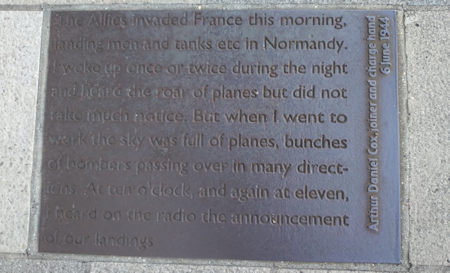 The Allies invaded France this morning,
landing men and tanks etc in Normandy.
I woke up once or twice during the night
and heard the roar of planes but did not
take much notice. But when I went to
work the sky was full of planes, bunches
of bombers passing over in many direct-
ions. At ten o'clock, and again at eleven,
I heard on the radio the announcement
of our landings
Arthur Daniel Cox, joiner and charge hand
6 June 1944